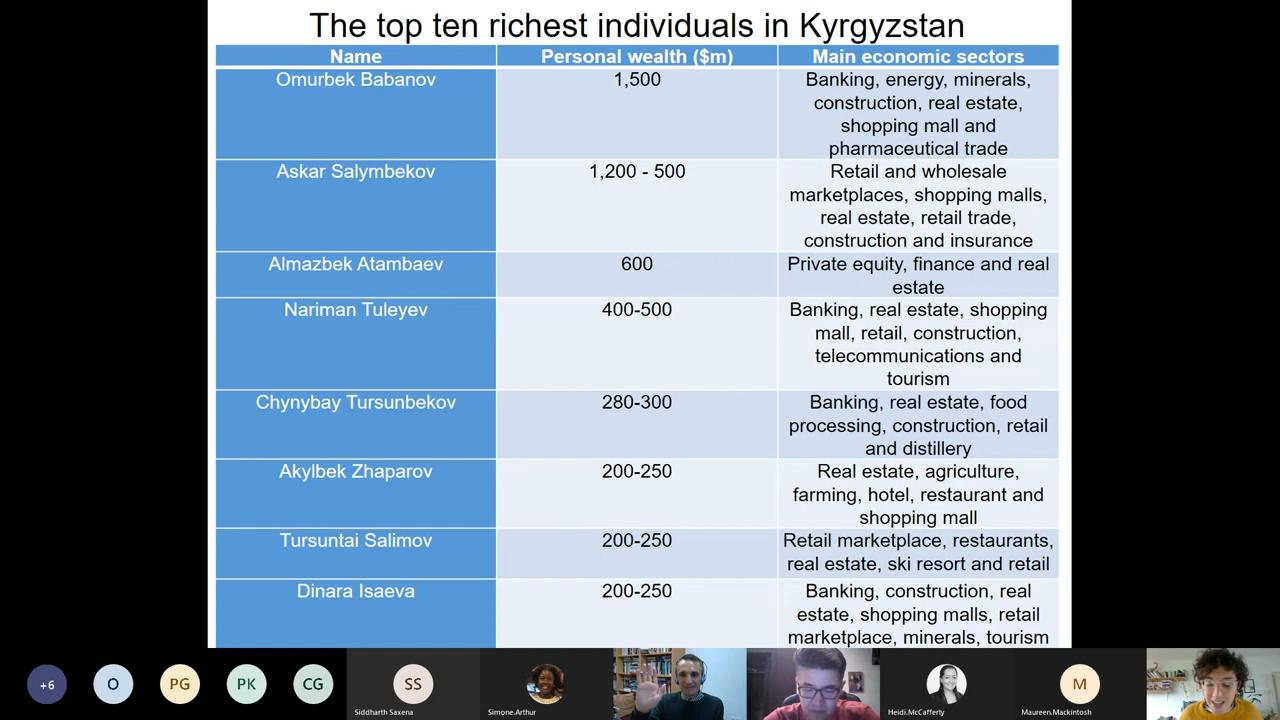 The top ten richest individuals in Kyrgyzstan
Name
Personal wealth ($m)
Main economic sectors
Omurbek Babanov
1,500
Banking, energy, minerals,
construction, real estate,
shopping mall and
pharmaceutical trade
Askar Salymbekov
1,200 - 500
Retail and wholesale
marketplaces, shopping malls,
real estate, retail trade,
construction and insurance
Almazbek Atambaev
600
Private equity, finance and real
estate
Nariman Tuleyev
400-500
Banking, real estate, shopping
mall, retail, construction,
telecommunications and
tourism
Chynybay Tursunbekov
280-300
Banking, real estate, food
processing, construction, retail
and distillery
Akylbek Zhaparov
200-250
Real estate, agriculture,
farming, hotel, restaurant and
shopping mall
Tursuntai Salimov
200-250
Retail marketplace, restaurants,
real estate, ski resort and retail
Dinara Isaeva
200-250
Banking, construction, real
estate, shopping malls, retail
marketplace, minerals, tourism
+6
O
PG
PK
CG
SS
M
Siddharth Saxena
Simone.Arthur
Heidi.McCafferty
Maureen.Mackintosh